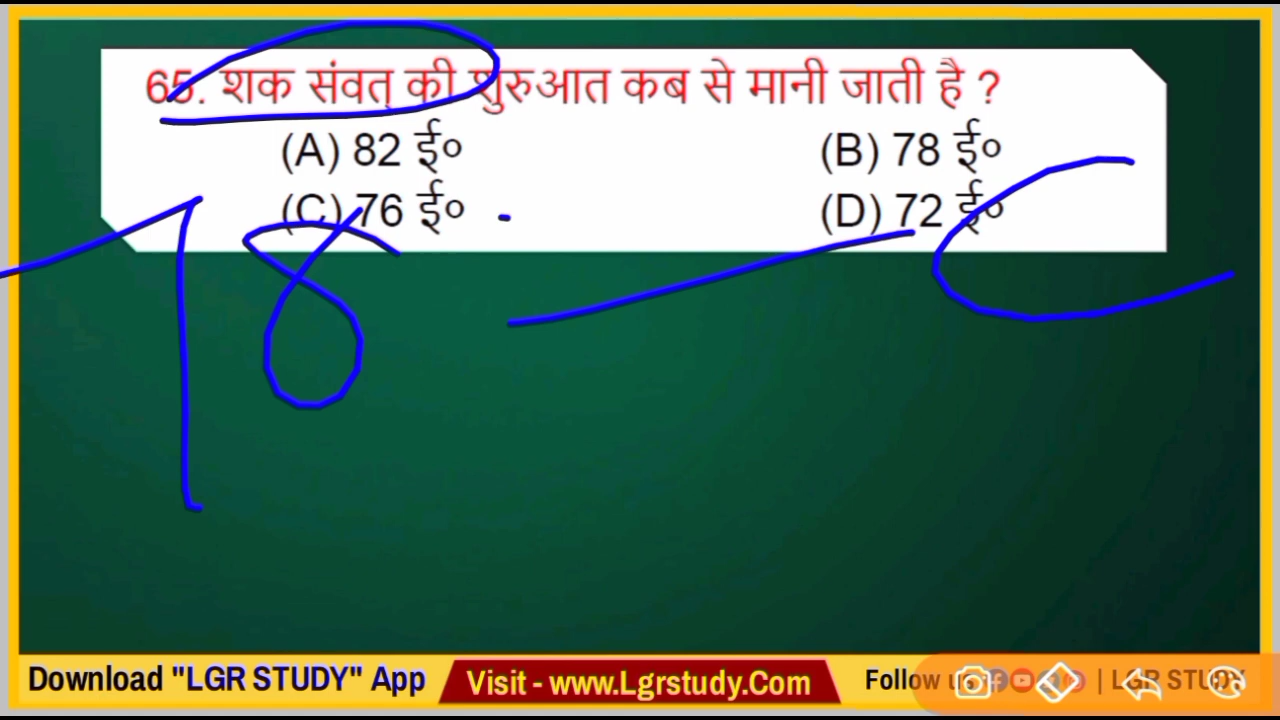 65. शक संवत् की शुरुआत कब से मानी जाती है ?
(A) 82 ई० (B) 78 ई०
(C) 76 ई० (D) 72 ई०
18
Download "LGR STUDY" App Visit - www.Lgrstudy.Com Follow us | LGR STUDY